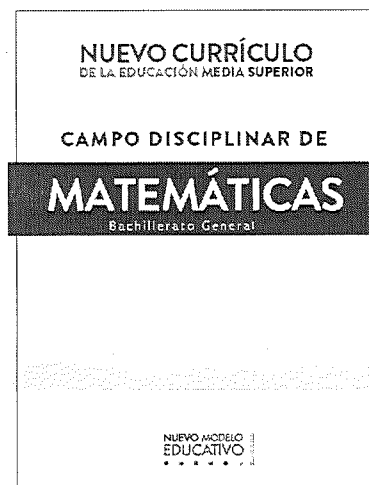 NUEVO CURRÍCULO
DE LA EDUCACIÓN MEDIA SUPERIOR
CAMPO DISCIPLINAR DE
MATEMÁTICAS
Bachillerato General
NUEVO MODELO
EDUCATIVO